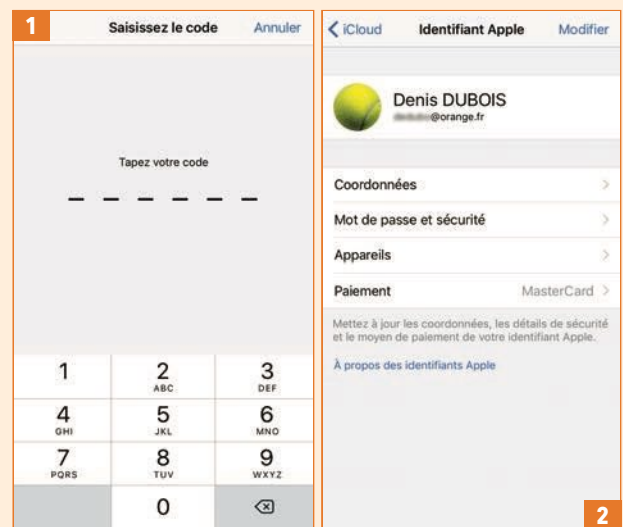 1
Saisissez le code
Annuler
Tapez votre code
1
2
3
ABC
DEF
4
5
6
GHI
JKL
MNO
7
8
9
PQRS
TUV
WXYZ
0
iCloud
Identifiant Apple
Modifier
Denis DUBOIS
@orange.fr
Coordonnées
Mot de passe et sécurité
Appareils
Paiement
MasterCard
Mettez à jour les coordonnées, les détails de sécurité
et le moyen de paiement de votre identifiant Apple.
À propos des identifiants Apple
2